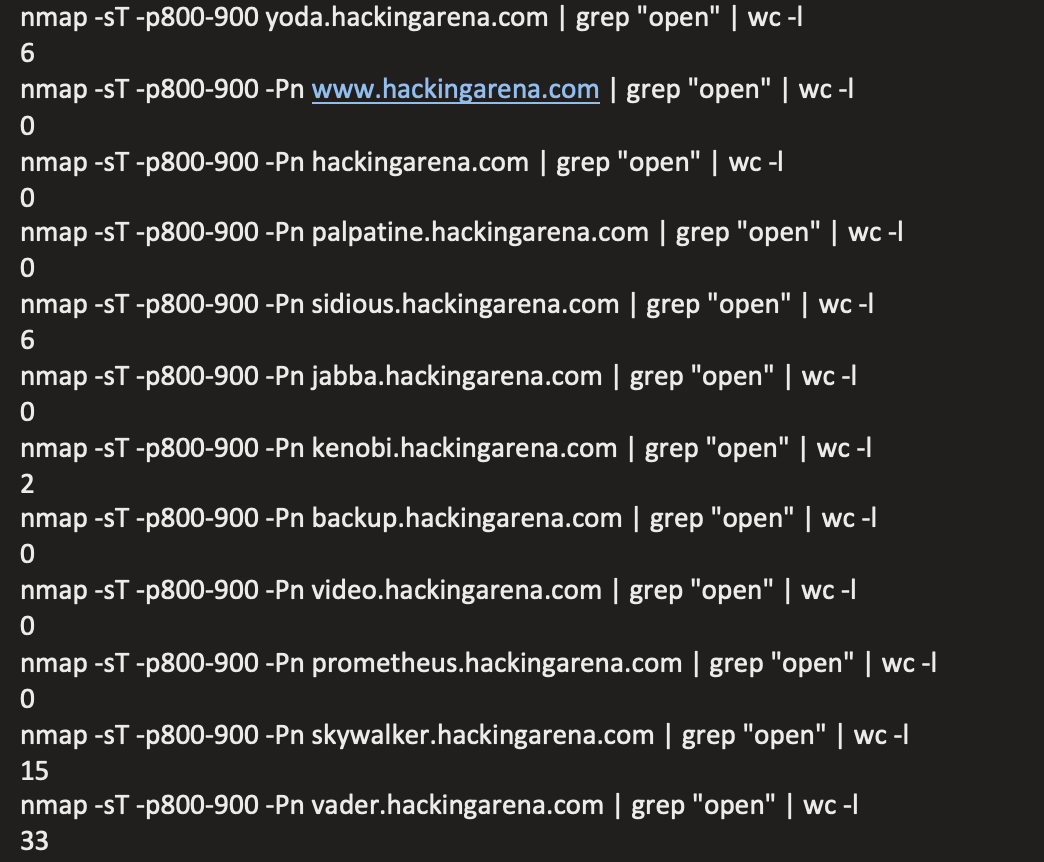 nmap -sT -p800-900 yoda.hackingarena.com | grep "open" | wc -l
6
nmap -sT -p800-900 -Pn www.hackingarena.com | grep "open" | wc -l
0
nmap -sT -p800-900 -Pn hackingarena.com | grep "open" | wc -l
0
nmap -sT -p800-900 -Pn palpatine.hackingarena.com | grep "open" | wc -l
0
nmap -sT -p800-900 -Pn sidious.hackingarena.com | grep "open" | wc -l
6
nmap -sT -p800-900 -Pn jabba.hackingarena.com | grep "open" | wc -l
0
nmap -sT -p800-900 -Pn kenobi.hackingarena.com | grep "open" | wc -l
2
nmap -sT -p800-900 -Pn backup.hackingarena.com | grep "open" | wc -l
0
nmap -sT -p800-900 -Pn video.hackingarena.com | grep "open" | wc -l
0
nmap -sT -p800-900 -Pn prometheus.hackingarena.com | grep "open" | wc -l
0
nmap -sT -p800-900 -Pn skywalker.hackingarena.com | grep "open" | wc -l
15
nmap -sT -p800-900 -Pn vader.hackingarena.com | grep "open" | wc -l
33